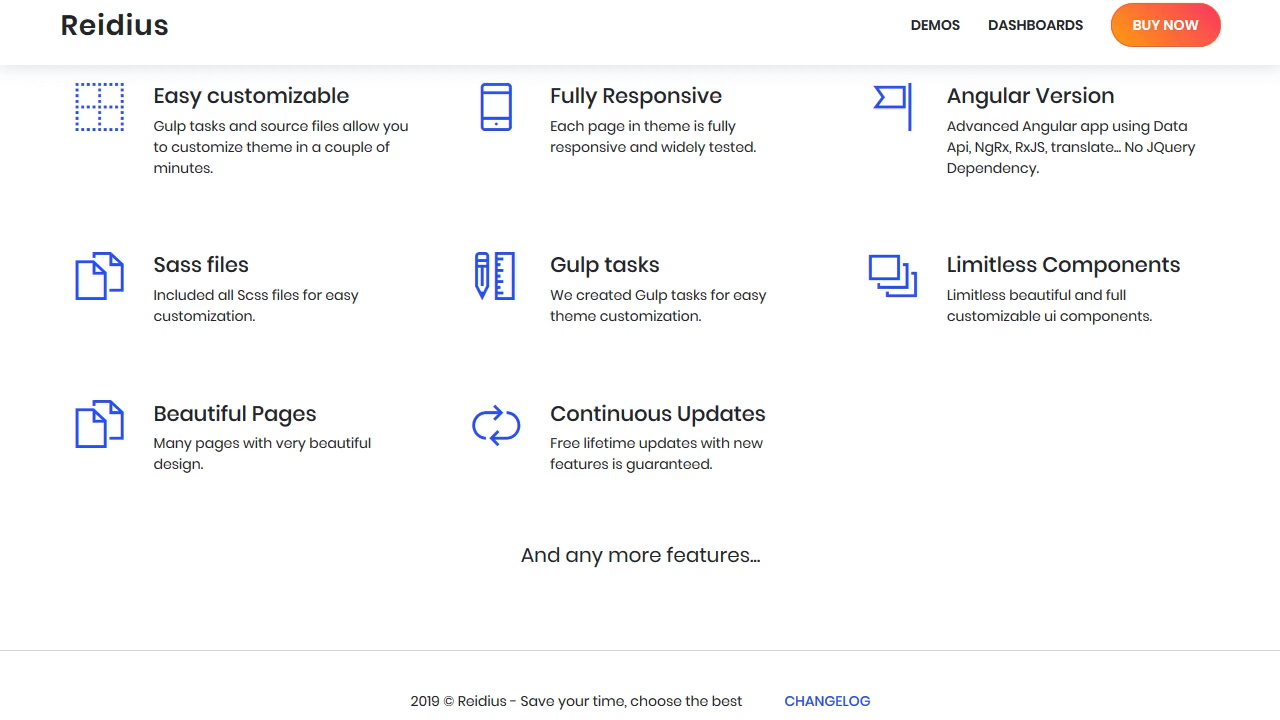 Reidius
DEMOS
DASHBOARDS
BUY NOW
Easy customizable
Gulp tasks and source files allow you
to customize theme in a couple of
minutes.
Fully Responsive
Each page in theme is fully
responsive and widely tested.
Angular Version
Advanced Angular app using Data
Api, NgRx, RxJS, translate... No JQuery
Dependency.
Sass files
Included all Scss files for easy
customization.
Gulp tasks
We created Gulp tasks for easy
theme customization.
Limitless Components
Limitless beautiful and full
customizable ui components.
Beautiful Pages
Many pages with very beautiful
design.
Continuous Updates
Free lifetime updates with new
features is guaranteed.
And any more features...
2019 © Reidius - Save your time, choose the best
CHANGELOG